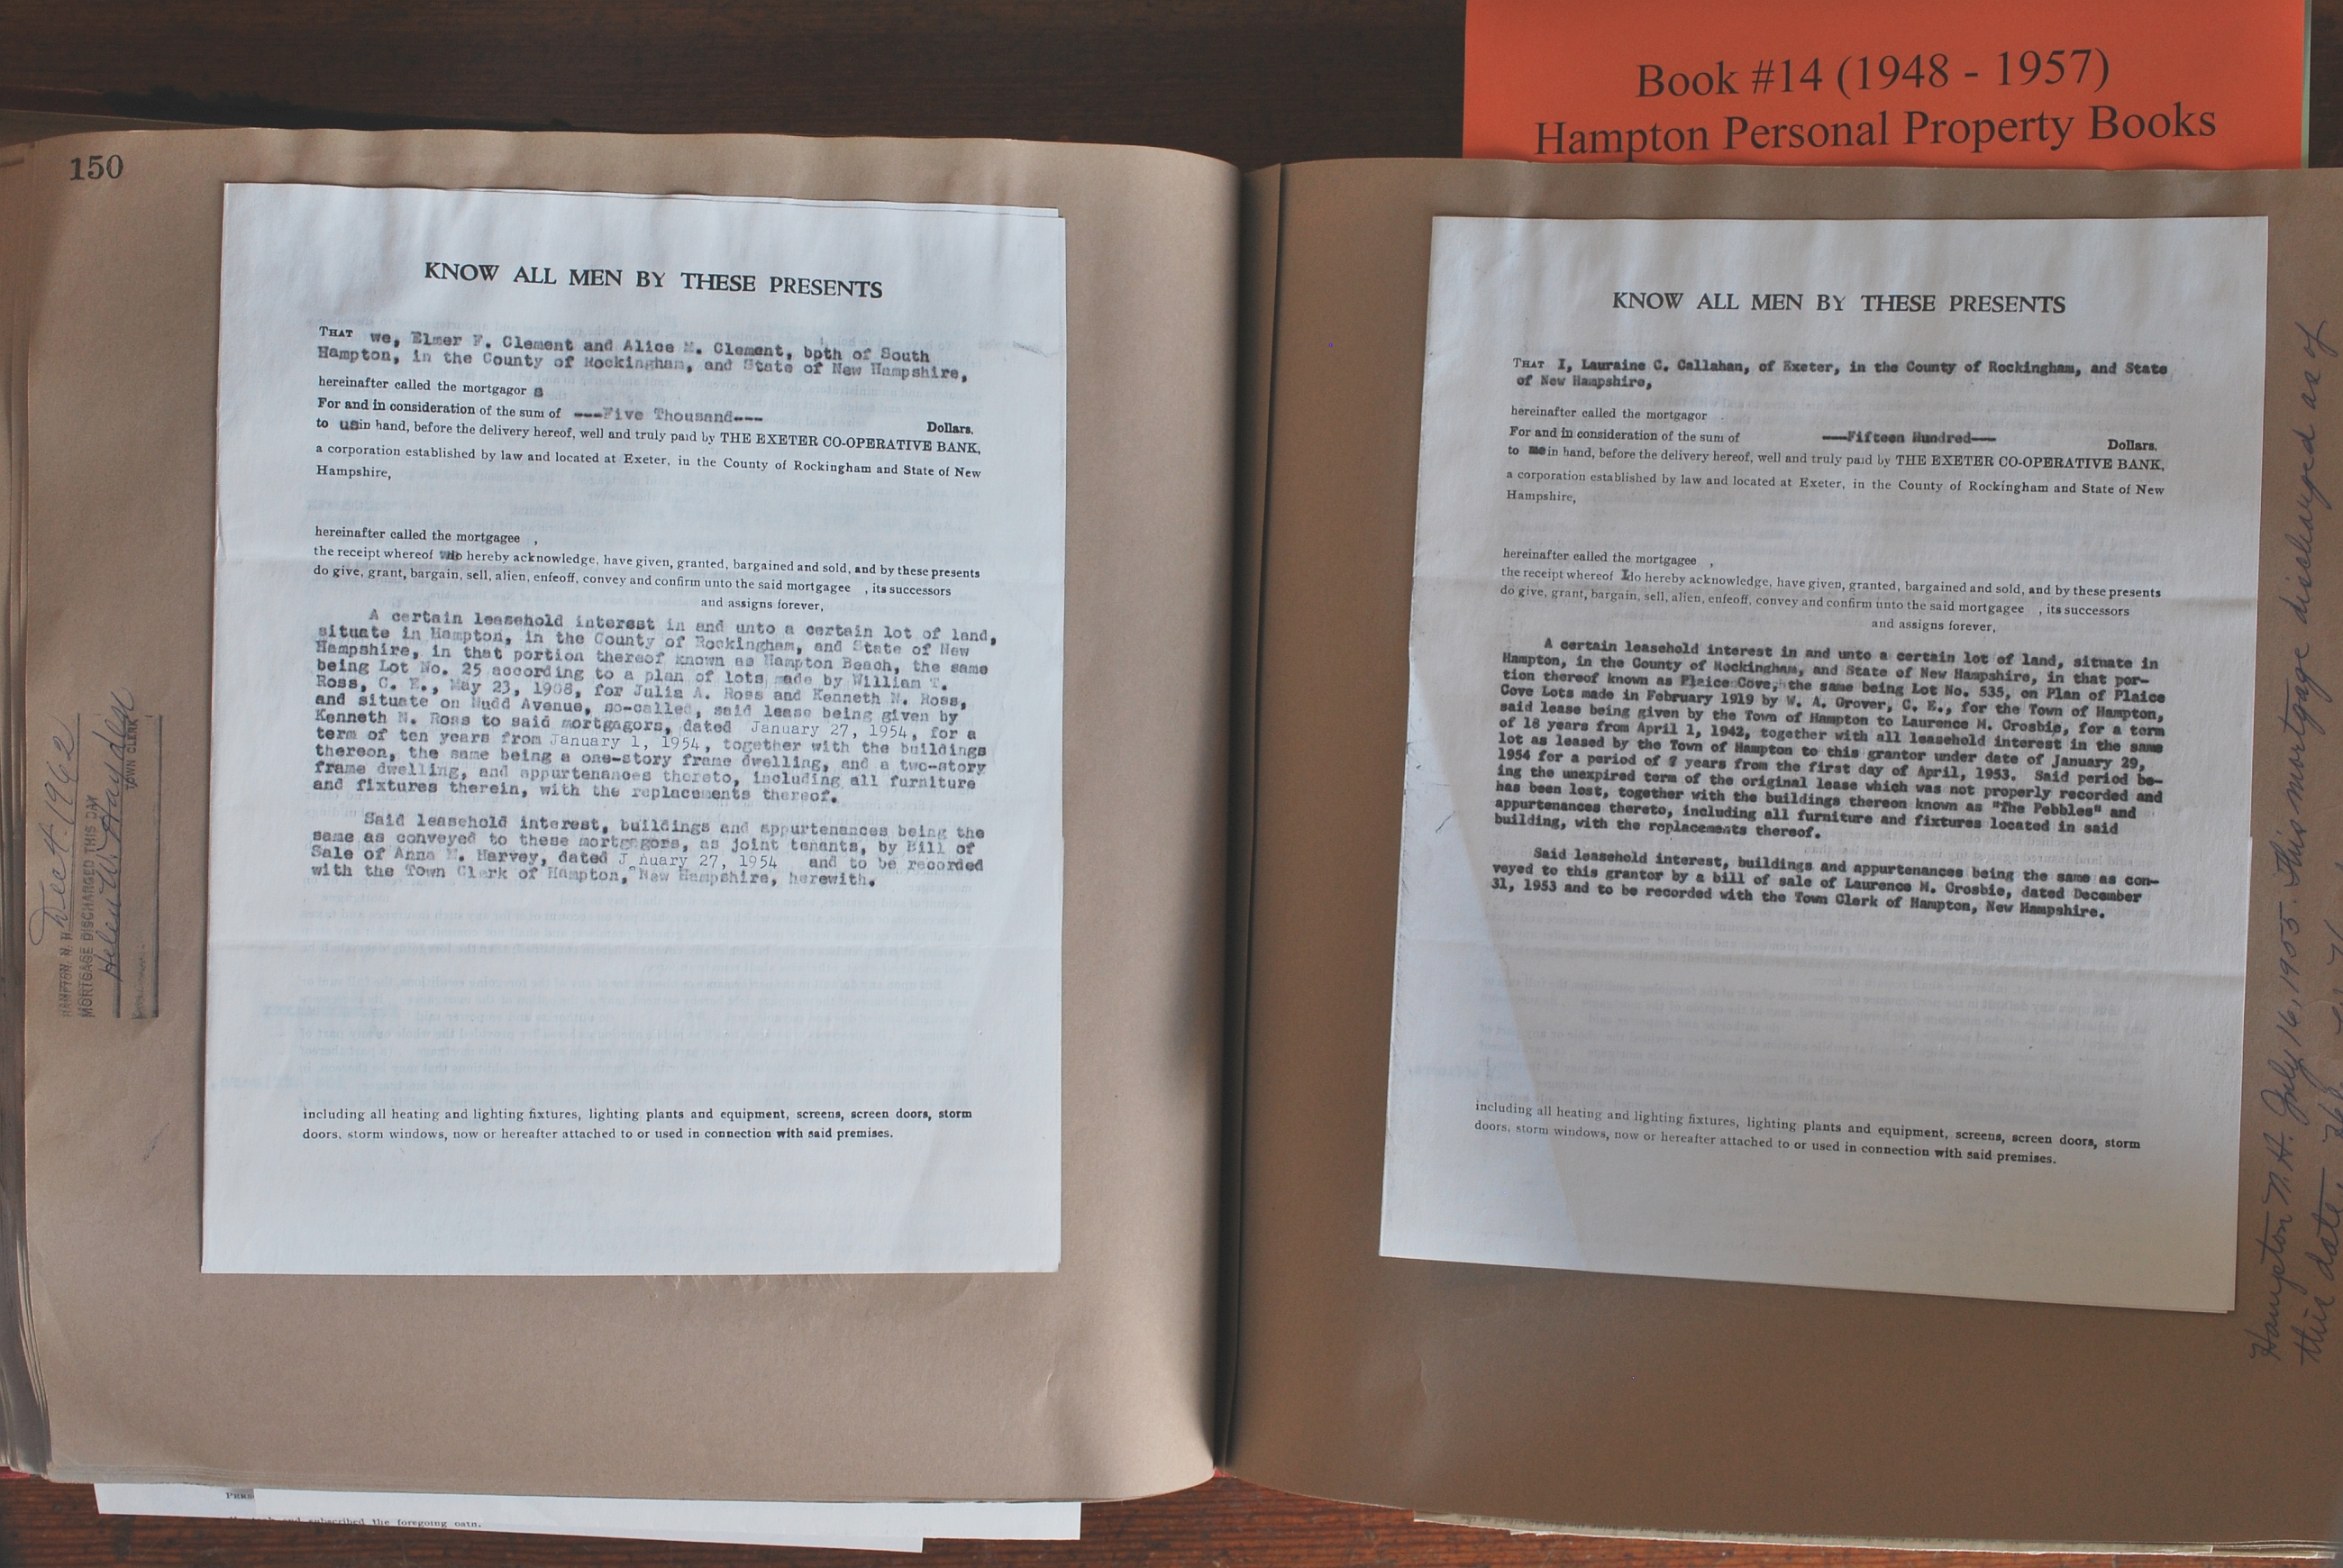 Book #14 (1948 - 1957)
Hampton Personal Property Books
150
KNOW ALL MEN BY THESE PRESENTS
THAT we, Elmer F. Clement and Alice M. Clement, bpth of South
Hampton, in the County of Rockingham, and State of New Hampshire,
hereinafter called the mortgagor s
For and in consideration of the sum of ---Five Thousand--- Dollars.
to us in hand, before the delivery hereof, well and truly paid by THE EXETER CO-OPERATIVE BANK,
a corporation established by law and located at Exeter, in the County of Rockingham and State of New
Hampshire,
hereinafter called the mortgagee ,
the receipt whereof we do hereby acknowledge, have given, granted, bargained and sold, and by these presents
do give, grant, bargain, sell, alien, enfeoff, convey and confirm unto the said mortgagee , its successors
and assigns forever,
A certain leasehold interest in and unto a certain lot of land,
situate in Hampton, in the County of Rockingham, and State of New
Hampshire, in that portion thereof known as Hampton Beach, the same
being Lot No. 25 according to a plan of lots made by William T.
Ross, C. E., May 23, 1908, for Julia A. Ross and Kenneth N. Ross,
and situate on Nudd Avenue, so-called, said lease being given by
Kenneth N. Ross to said mortgagors, dated January 27, 1954, for a
term of ten years from January 1, 1954, together with the buildings
thereon, the same being a one-story frame dwelling, and a two-story
frame dwelling, and appurtenances thereto, including all furniture
and fixtures therein, with the replacements thereof.
Said leasehold interest, buildings and appurtenances being the
same as conveyed to these mortgagors, as joint tenants, by Bill of
Sale of Anna M. Harvey, dated January 27, 1954 and to be recorded
with the Town Clerk of Hampton, New Hampshire, herewith.
including all heating and lighting fixtures, lighting plants and equipment, screens, screen doors, storm
doors, storm windows, now or hereafter attached to or used in connection with said premises.
HAMPTON, N. H. Dec 4 1962
MORTGAGE DISCHARGED THIS DAY
Helen W. Hayden
TOWN CLERK
KNOW ALL MEN BY THESE PRESENTS
THAT I, Lauraine C. Callahan, of Exeter, in the County of Rockingham, and State
of New Hampshire,
hereinafter called the mortgagor
For and in consideration of the sum of ---Fifteen Hundred--- Dollars.
to me in hand, before the delivery hereof, well and truly paid by THE EXETER CO-OPERATIVE BANK,
a corporation established by law and located at Exeter, in the County of Rockingham and State of New
Hampshire,
hereinafter called the mortgagee ,
the receipt whereof I do hereby acknowledge, have given, granted, bargained and sold, and by these presents
do give, grant, bargain, sell, alien, enfeoff, convey and confirm unto the said mortgagee , its successors
and assigns forever,
A certain leasehold interest in and unto a certain lot of land, situate in
Hampton, in the County of Rockingham, and State of New Hampshire, in that por-
tion thereof known as Plaice Cove, the same being Lot No. 535, on Plan of Plaice
Cove Lots made in February 1919 by W. A. Grover, C. E., for the Town of Hampton,
said lease being given by the Town of Hampton to Laurence M. Crosbie, for a term
of 18 years from April 1, 1942, together with all leasehold interest in the same
lot as leased by the Town of Hampton to this grantor under date of January 29,
1954 for a period of 7 years from the first day of April, 1953. Said period be-
ing the unexpired term of the original lease which was not properly recorded and
has been lost, together with the buildings thereon known as "The Pebbles" and
appurtenances thereto, including all furniture and fixtures located in said
building, with the replacements thereof.
Said leasehold interest, buildings and appurtenances being the same as con-
veyed to this grantor by a bill of sale of Laurence M. Crosbie, dated December
31, 1953 and to be recorded with the Town Clerk of Hampton, New Hampshire.
including all heating and lighting fixtures, lighting plants and equipment, screens, screen doors, storm
doors, storm windows, now or hereafter attached to or used in connection with said premises.
Hampton N.H. July 16, 1955. This mortgage discharged as of
this date.
subscribed the foregoing oath.